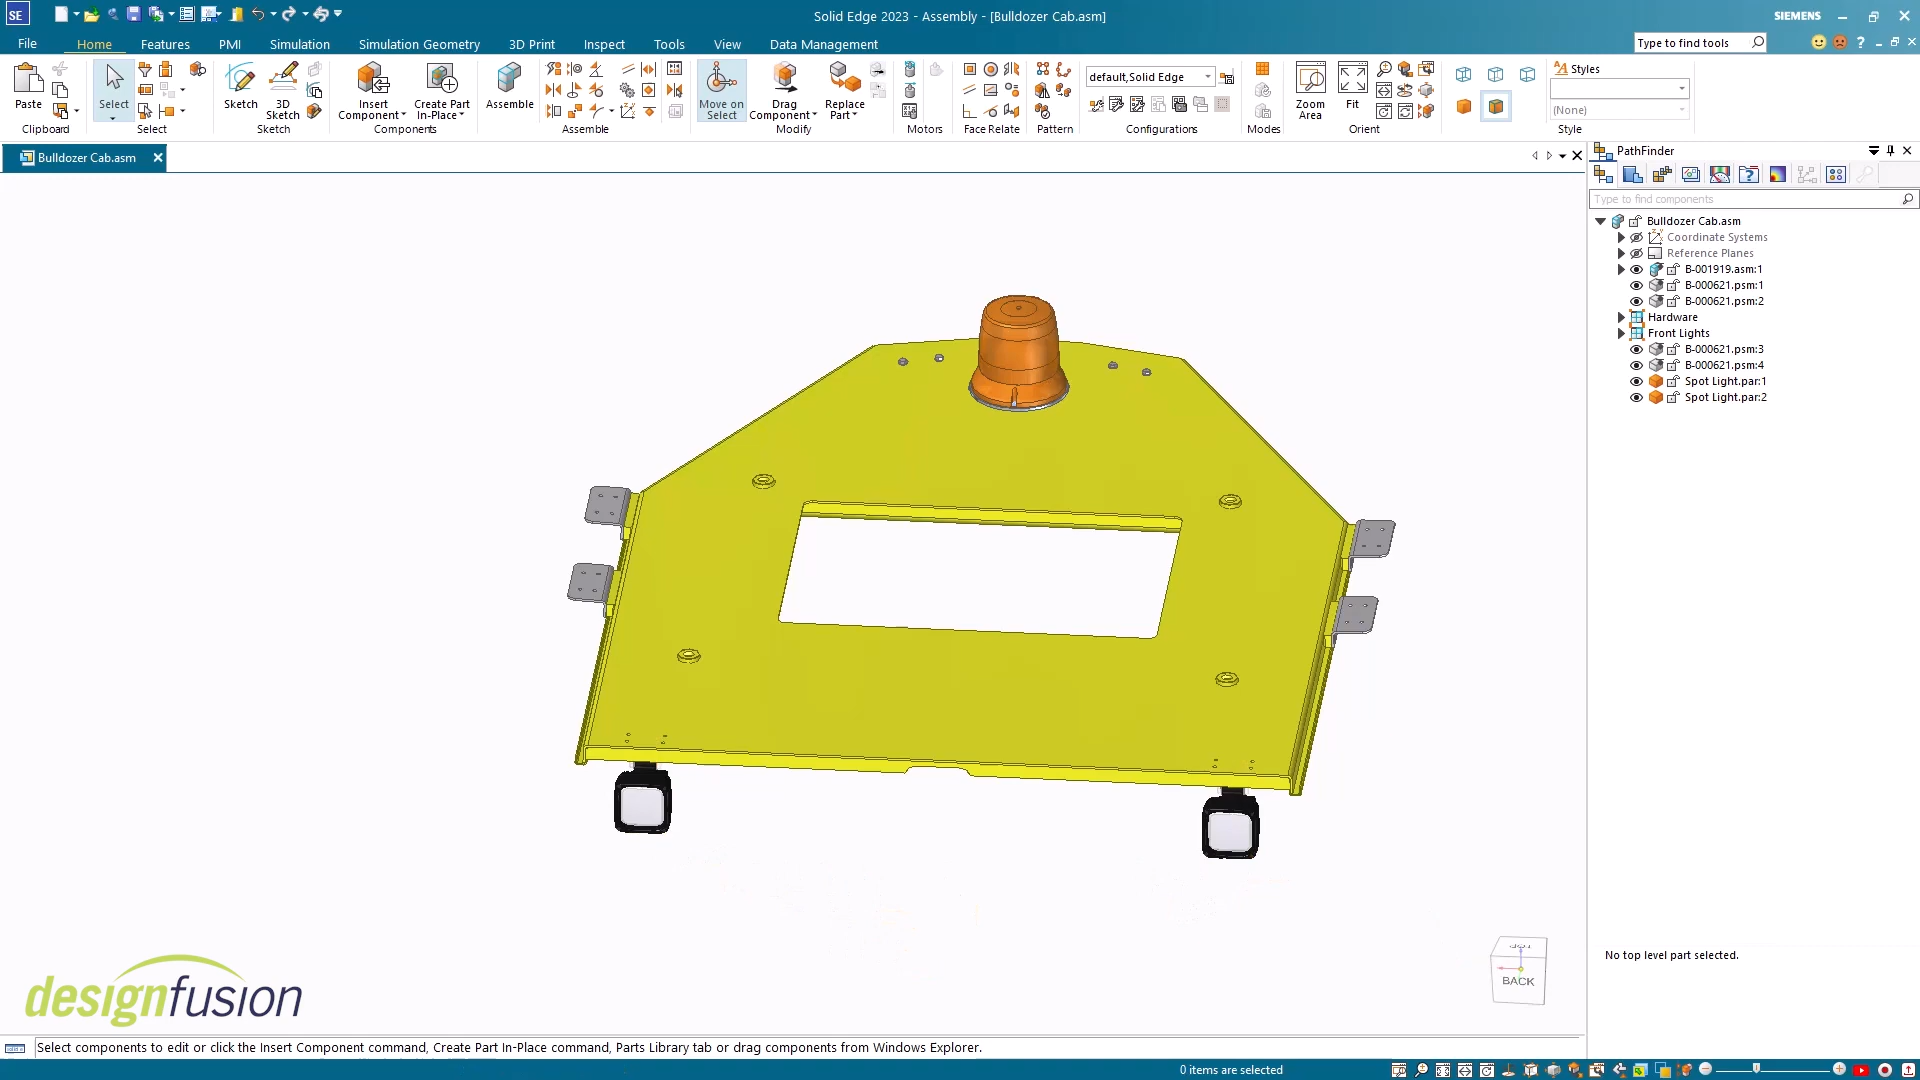 SE
Solid Edge 2023 - Assembly - [Bulldozer Cab.asm]
SIEMENS
File Home Features PMI Simulation Simulation Geometry 3D Print Inspect Tools View Data Management
Type to find tools
Paste
Clipboard
Select
Select
Sketch
3D Sketch
Sketch
Insert Component
Create Part In-Place
Components
Assemble
Assemble
Move on Select
Drag Component
Replace Part
Modify
Motors
Face Relate
Pattern
default,Solid Edge
Configurations
Modes
Zoom Area
Fit
Orient
Styles
(None)
Style
Bulldozer Cab.asm
PathFinder
Type to find components
Bulldozer Cab.asm
Coordinate Systems
Reference Planes
B-001919.asm:1
B-000621.psm:1
B-000621.psm:2
Hardware
Front Lights
B-000621.psm:3
B-000621.psm:4
Spot Light.par:1
Spot Light.par:2
No top level part selected.
TOP
BACK
designfusion
Select components to edit or click the Insert Component command, Create Part In-Place command, Parts Library tab or drag components from Windows Explorer.
0 items are selected